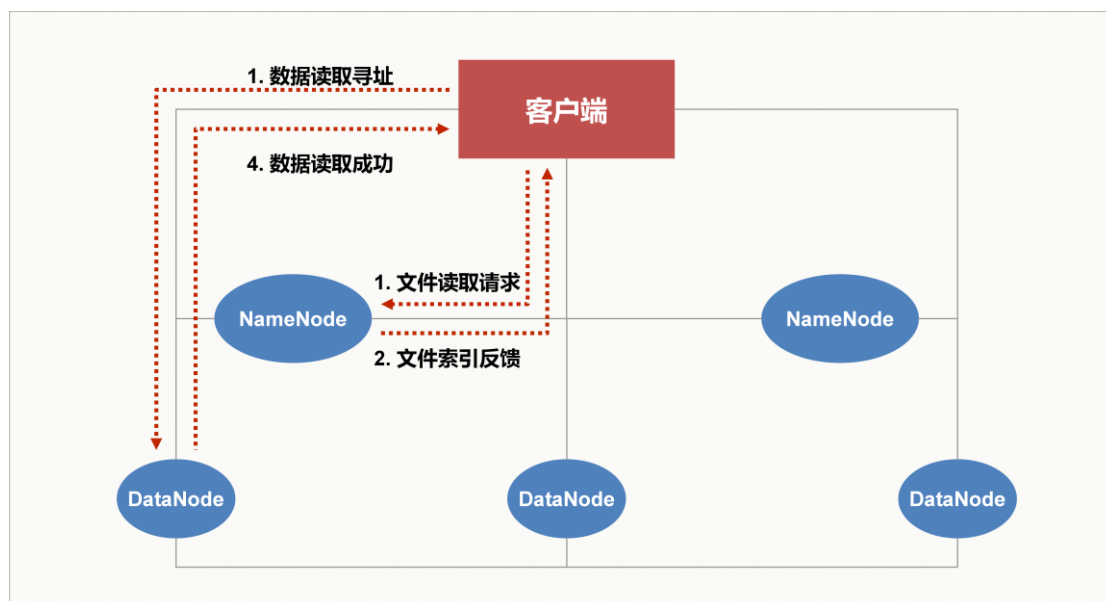 1. 数据读取寻址
客户端
4. 数据读取成功
1. 文件读取请求
NameNode
NameNode
2. 文件索引反馈
DataNode
DataNode
DataNode